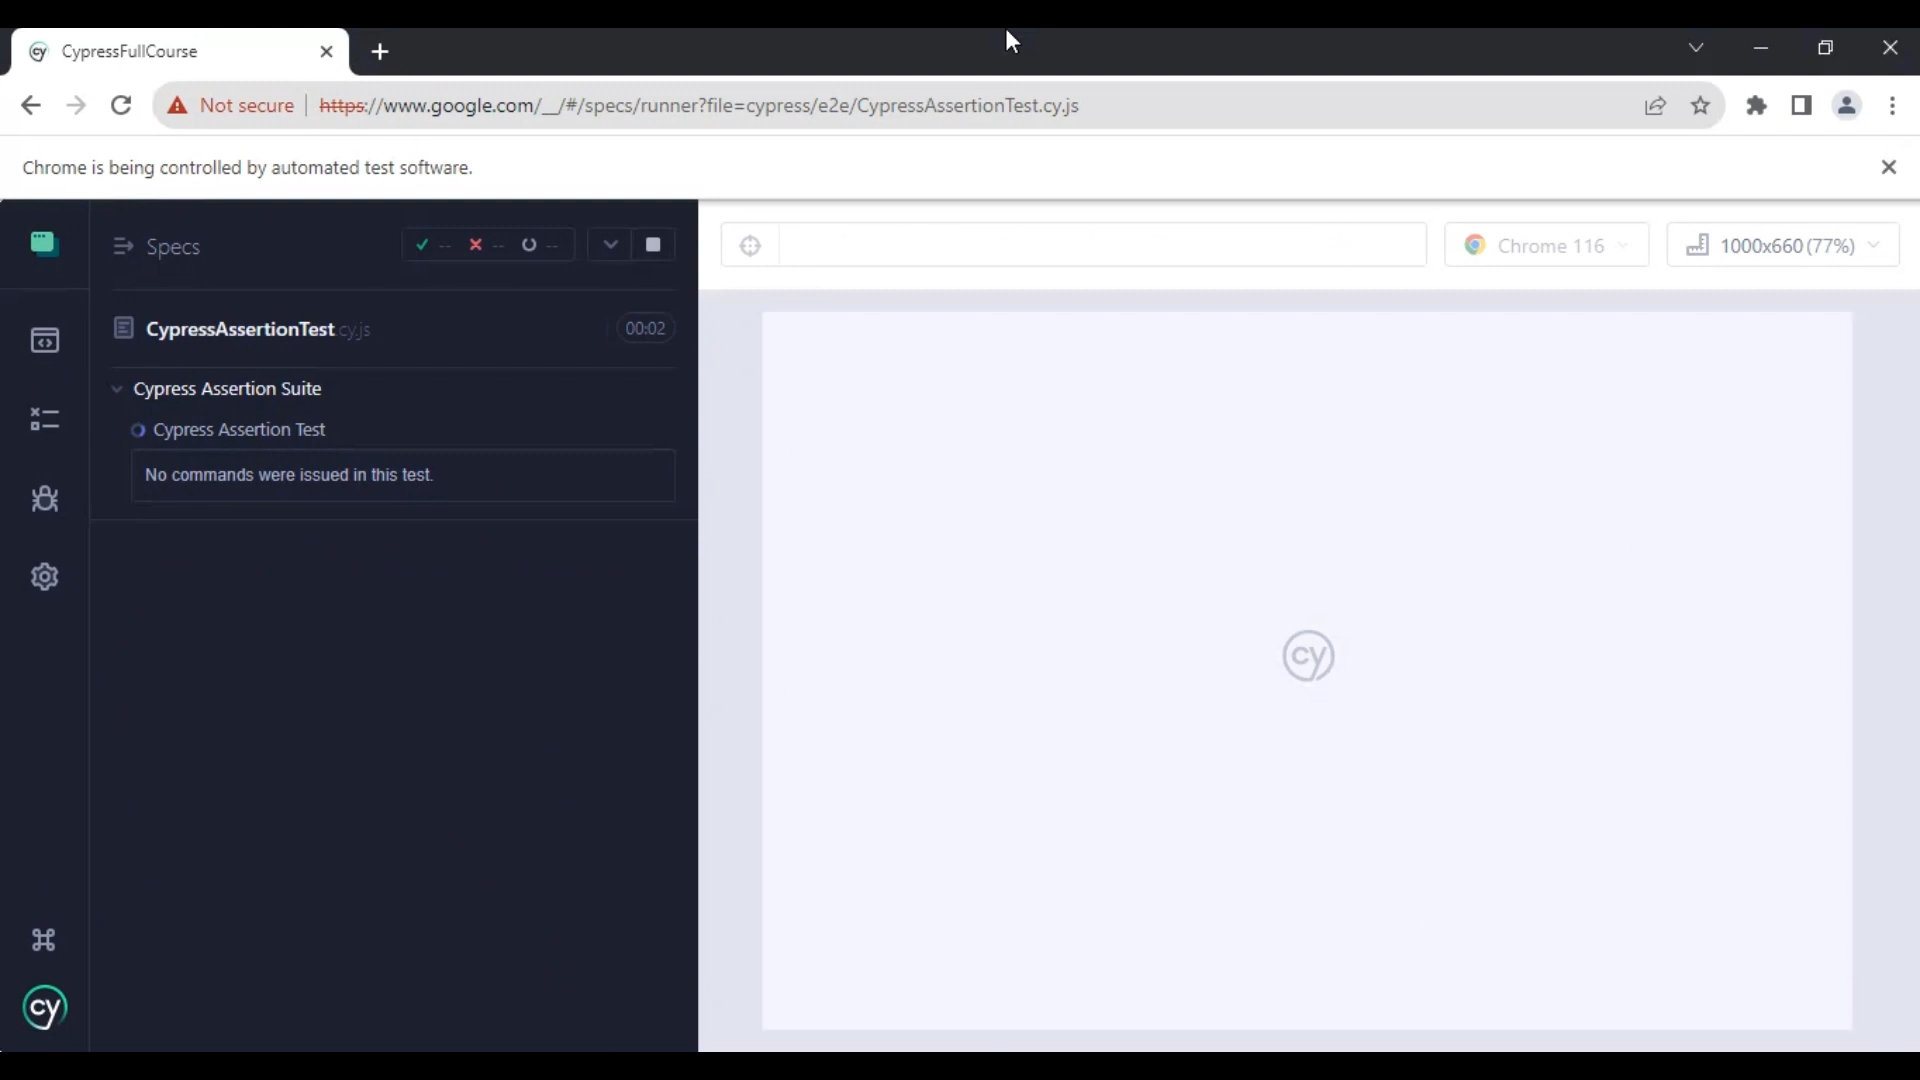 CypressFullCourse
Not secure https://www.google.com/__/#/specs/runner?file=cypress/e2e/CypressAssertionTest.cy.js
Chrome is being controlled by automated test software.
Specs -- -- --
Chrome 116
1000x660 (77%)
CypressAssertionTest.cy.js 00:02
Cypress Assertion Suite
Cypress Assertion Test
No commands were issued in this test.
cy
cy